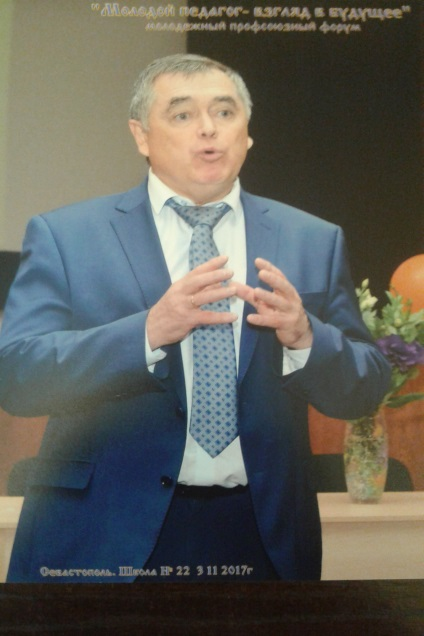 "Молодой педагог- взгляд в будущее"
молодежный профсоюзный форум
Севастополь. Школа № 22 3 11 2017г